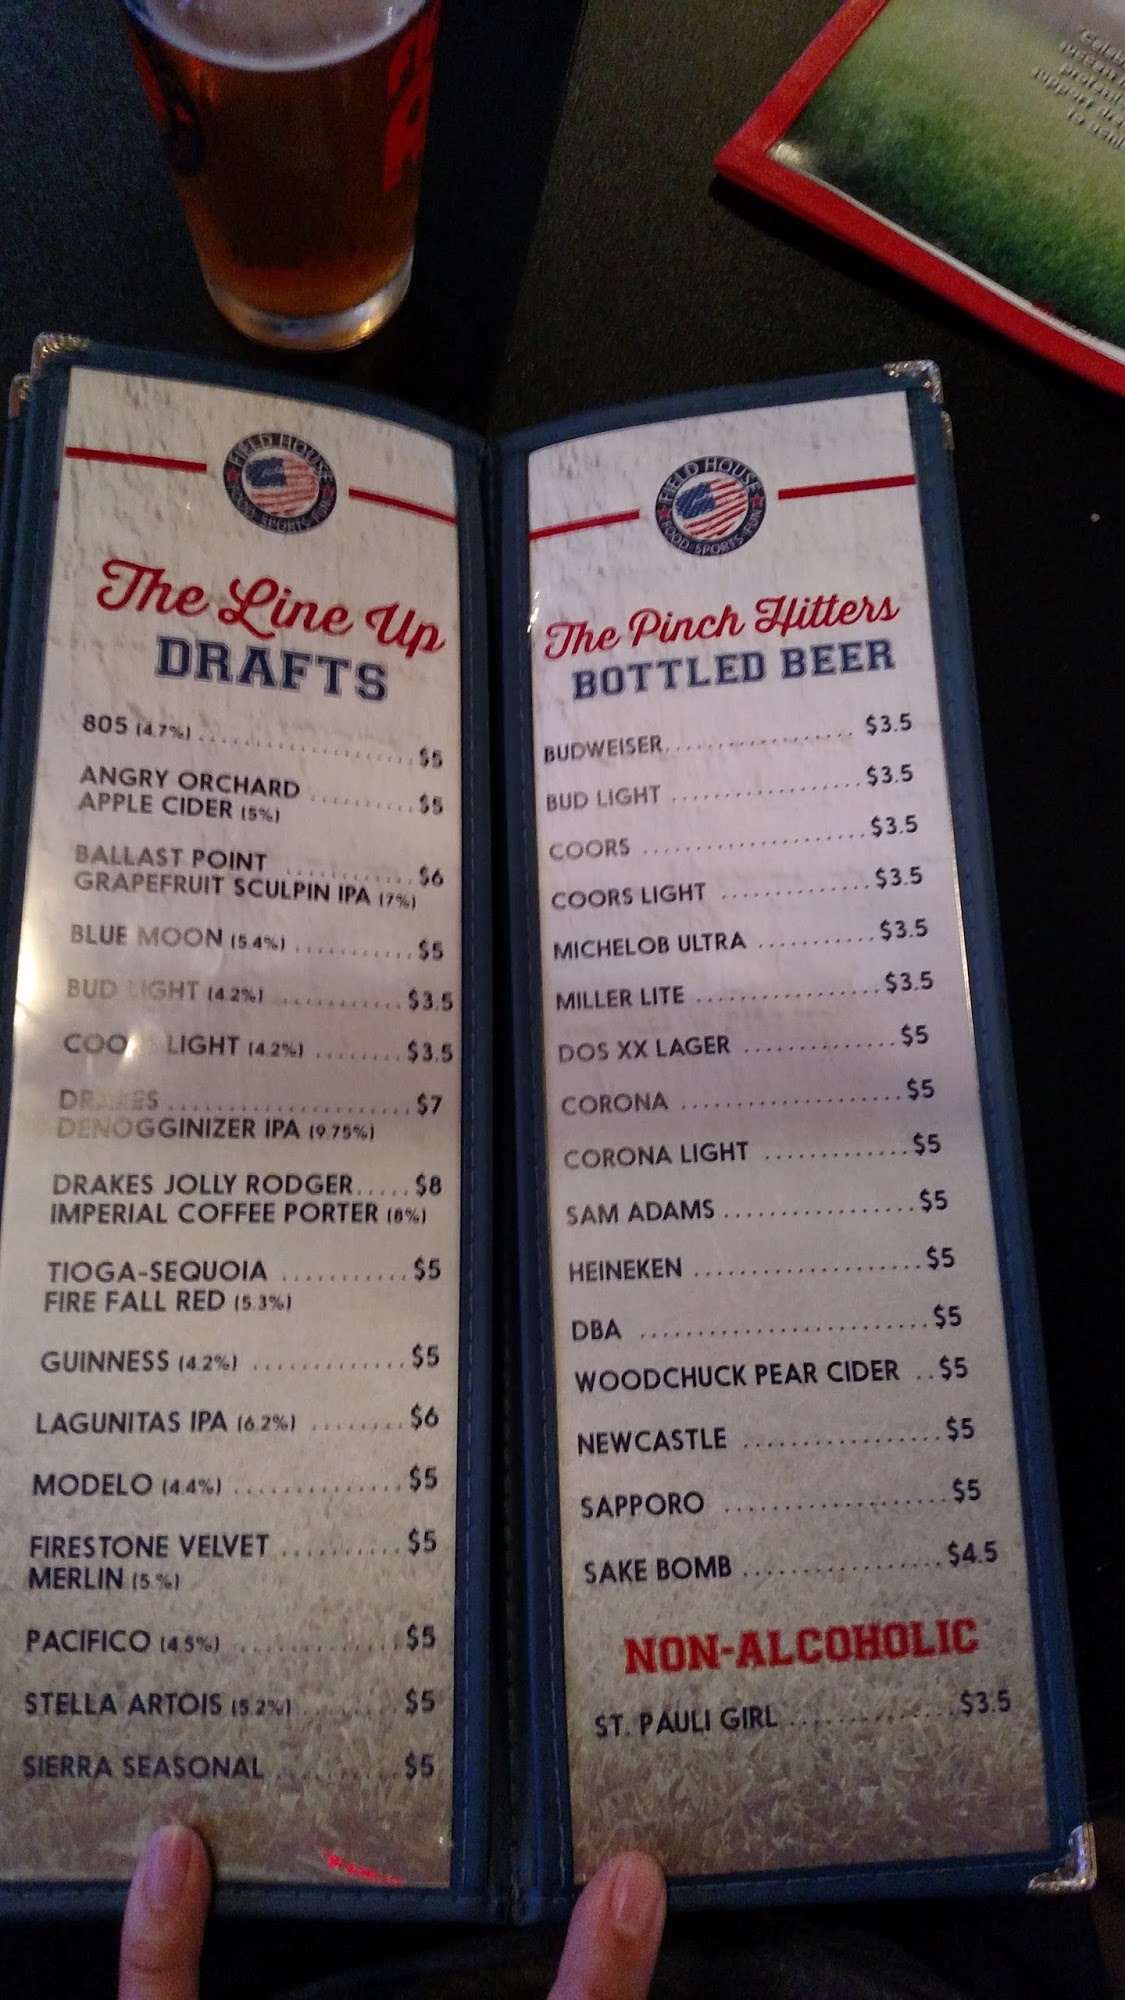 FIELD HOUSE
FOOD SPORTS FUN
The Line Up
DRAFTS
805 (4.7%) $5
ANGRY ORCHARD $5
APPLE CIDER (5%)
BALLAST POINT $6
GRAPEFRUIT SCULPIN IPA (7%)
BLUE MOON (5.4%) $5
BUD LIGHT (4.2%) $3.5
COORS LIGHT (4.2%) $3.5
DRAKES $7
DENOGGINIZER IPA (9.75%)
DRAKES JOLLY RODGER $8
IMPERIAL COFFEE PORTER (8%)
TIOGA-SEQUOIA $5
FIRE FALL RED (5.3%)
GUINNESS (4.2%) $5
LAGUNITAS IPA (6.2%) $6
MODELO (4.4%) $5
FIRESTONE VELVET $5
MERLIN (5.%)
PACIFICO (4.5%) $5
STELLA ARTOIS (5.2%) $5
SIERRA SEASONAL $5
FIELD HOUSE
FOOD SPORTS FUN
The Pinch Hitters
BOTTLED BEER
BUDWEISER $3.5
BUD LIGHT $3.5
COORS $3.5
COORS LIGHT $3.5
MICHELOB ULTRA $3.5
MILLER LITE $3.5
DOS XX LAGER $5
CORONA $5
CORONA LIGHT $5
SAM ADAMS $5
HEINEKEN $5
DBA $5
WOODCHUCK PEAR CIDER $5
NEWCASTLE $5
SAPPORO $5
SAKE BOMB $4.5
NON-ALCOHOLIC
ST. PAULI GIRL $3.5